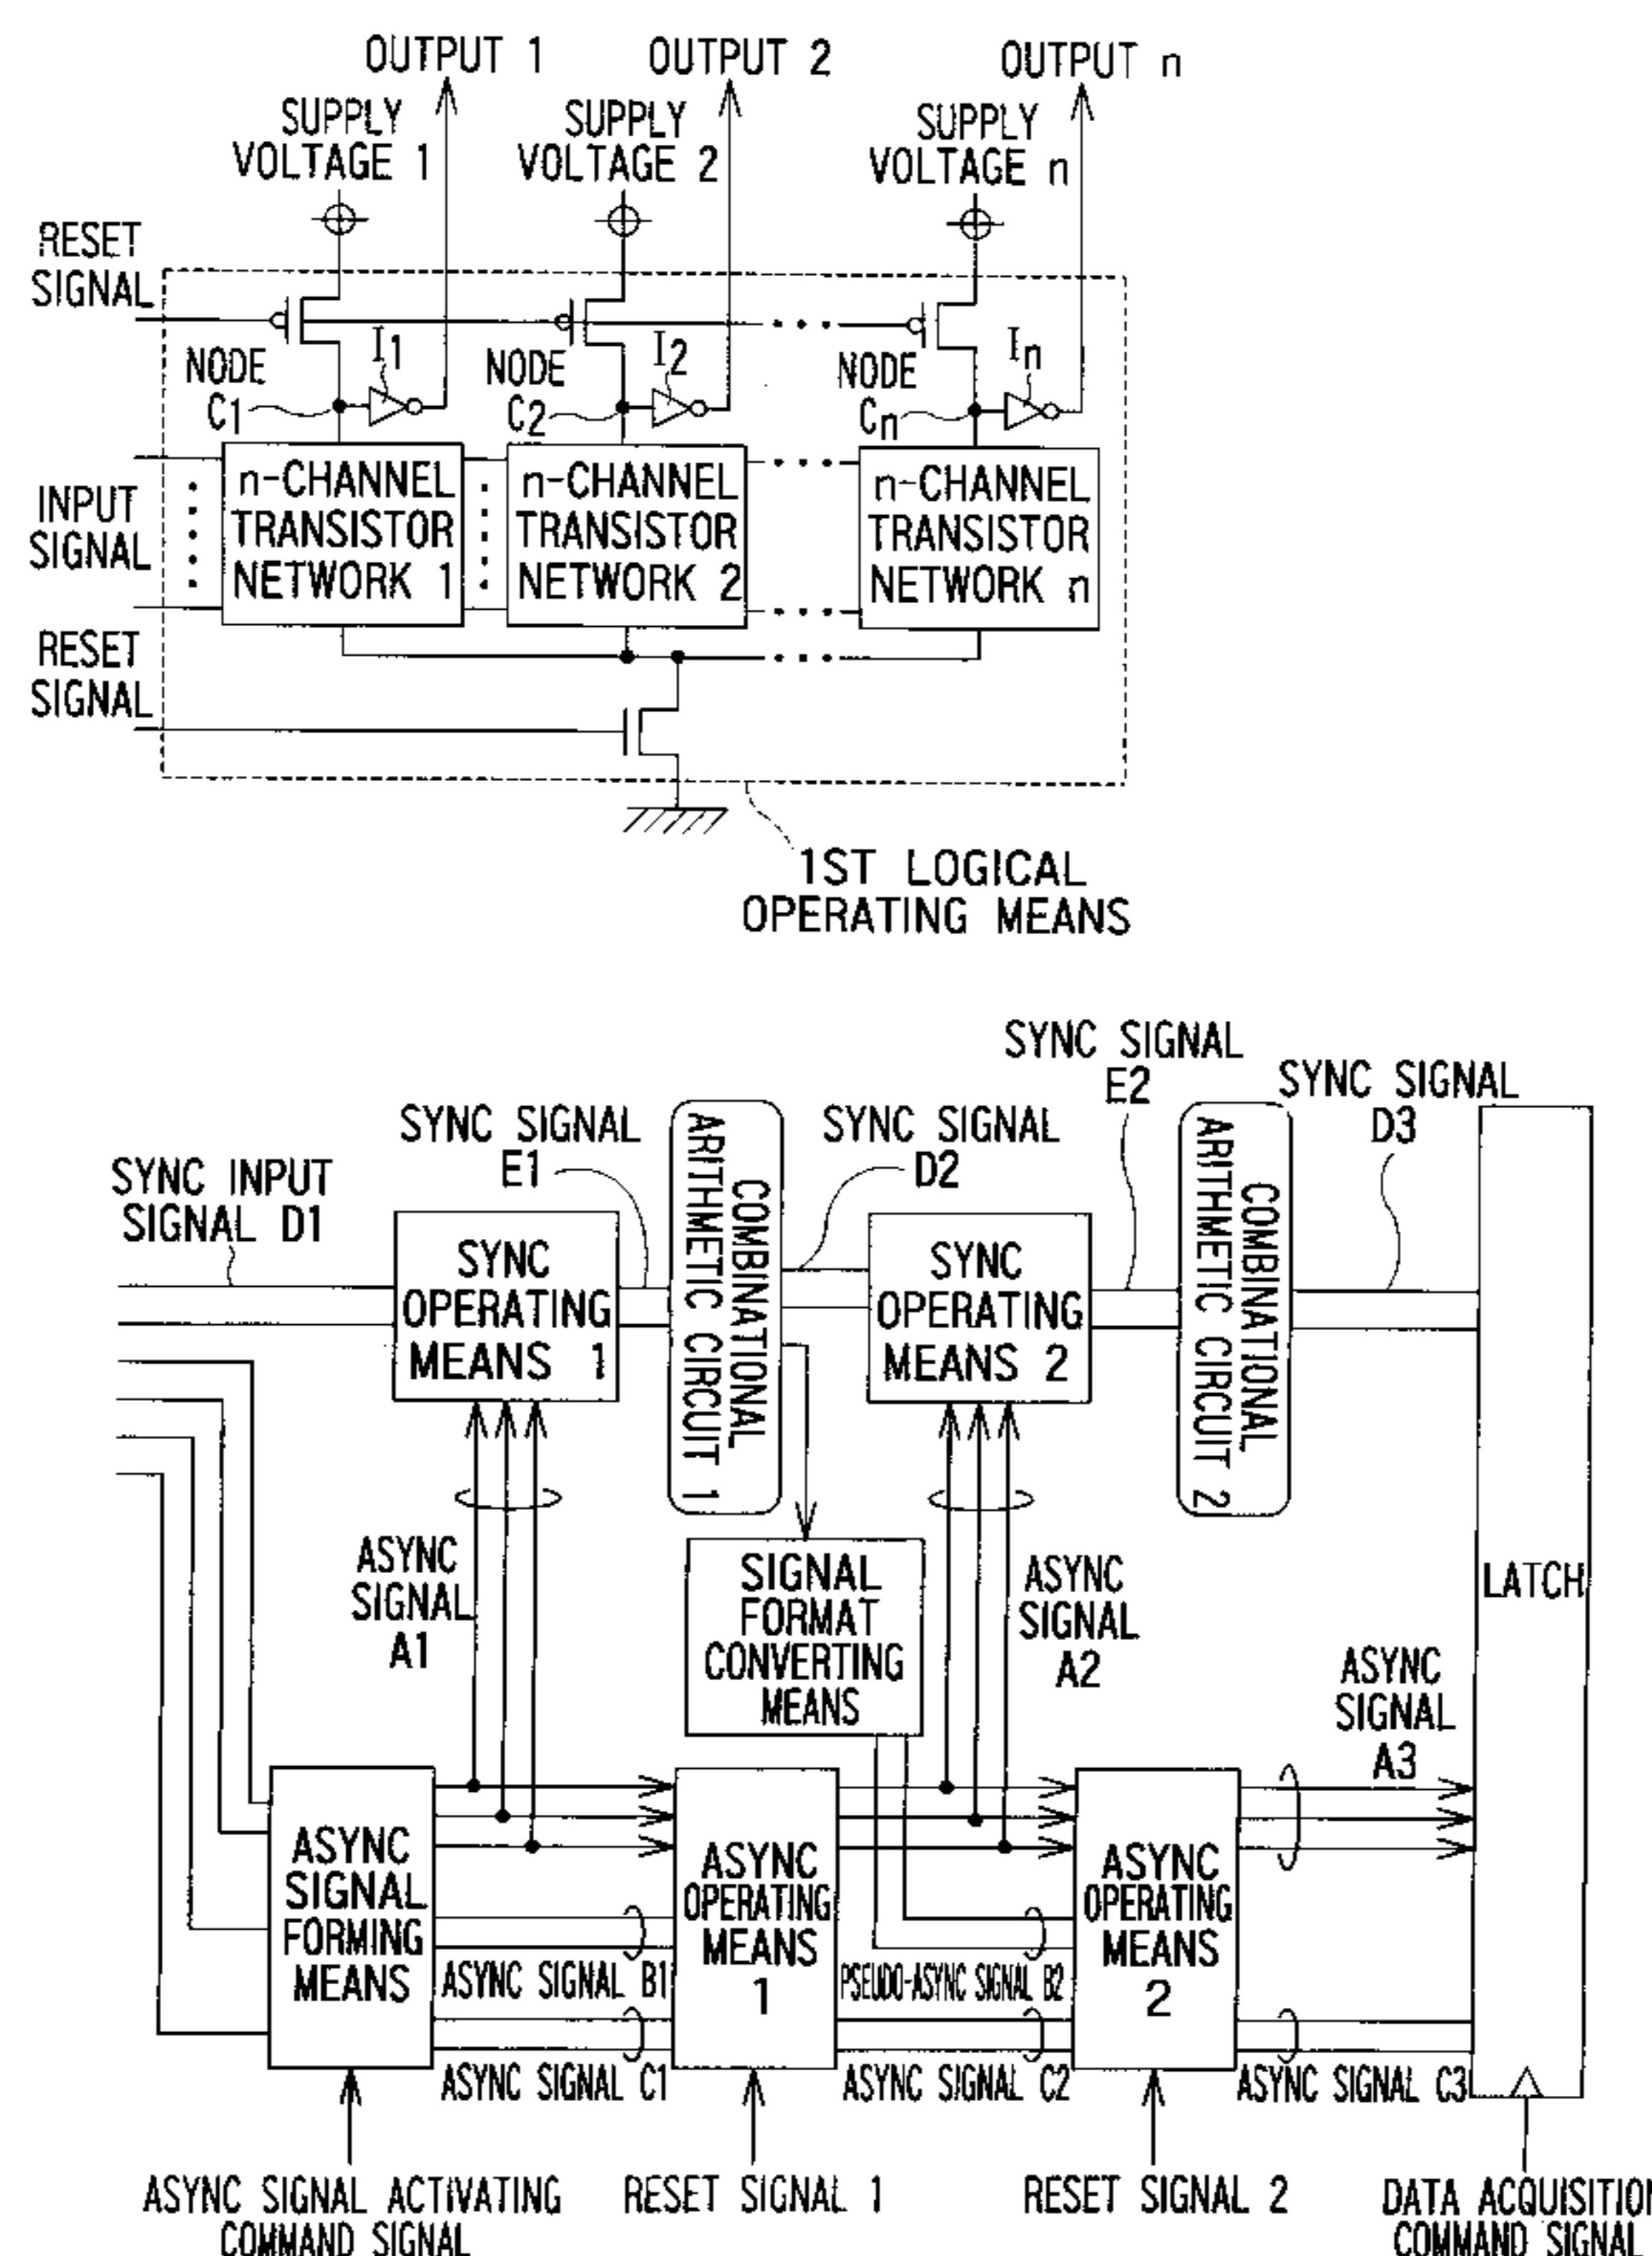 OUTPUT 1
OUTPUT 2
OUTPUT n
SUPPLY
VOLTAGE 1
SUPPLY
VOLTAGE 2
SUPPLY
VOLTAGE n
RESET
SIGNAL
NODE
C1
I1
NODE
C2
I2
NODE
Cn
In
INPUT
SIGNAL
n-CHANNEL
TRANSISTOR
NETWORK 1
n-CHANNEL
TRANSISTOR
NETWORK 2
n-CHANNEL
TRANSISTOR
NETWORK n
RESET
SIGNAL
1ST LOGICAL
OPERATING MEANS
SYNC INPUT
SIGNAL D1
SYNC SIGNAL
E1
SYNC SIGNAL
D2
SYNC SIGNAL
E2
SYNC SIGNAL
D3
SYNC
OPERATING
MEANS 1
COMBINATIONAL
ARITHMETIC CIRCUIT 1
SYNC
OPERATING
MEANS 2
COMBINATIONAL
ARITHMETIC CIRCUIT 2
LATCH
ASYNC
SIGNAL
A1
SIGNAL
FORMAT
CONVERTING
MEANS
ASYNC
SIGNAL
A2
ASYNC
SIGNAL
A3
ASYNC
SIGNAL
FORMING
MEANS
ASYNC SIGNAL B1
ASYNC SIGNAL C1
ASYNC
OPERATING
MEANS
1
PSEUDO-ASYNC SIGNAL B2
ASYNC SIGNAL C2
ASYNC
OPERATING
MEANS
2
ASYNC SIGNAL C3
ASYNC SIGNAL ACTIVATING
COMMAND SIGNAL
RESET SIGNAL 1
RESET SIGNAL 2
DATA ACQUISITION
COMMAND SIGNAL